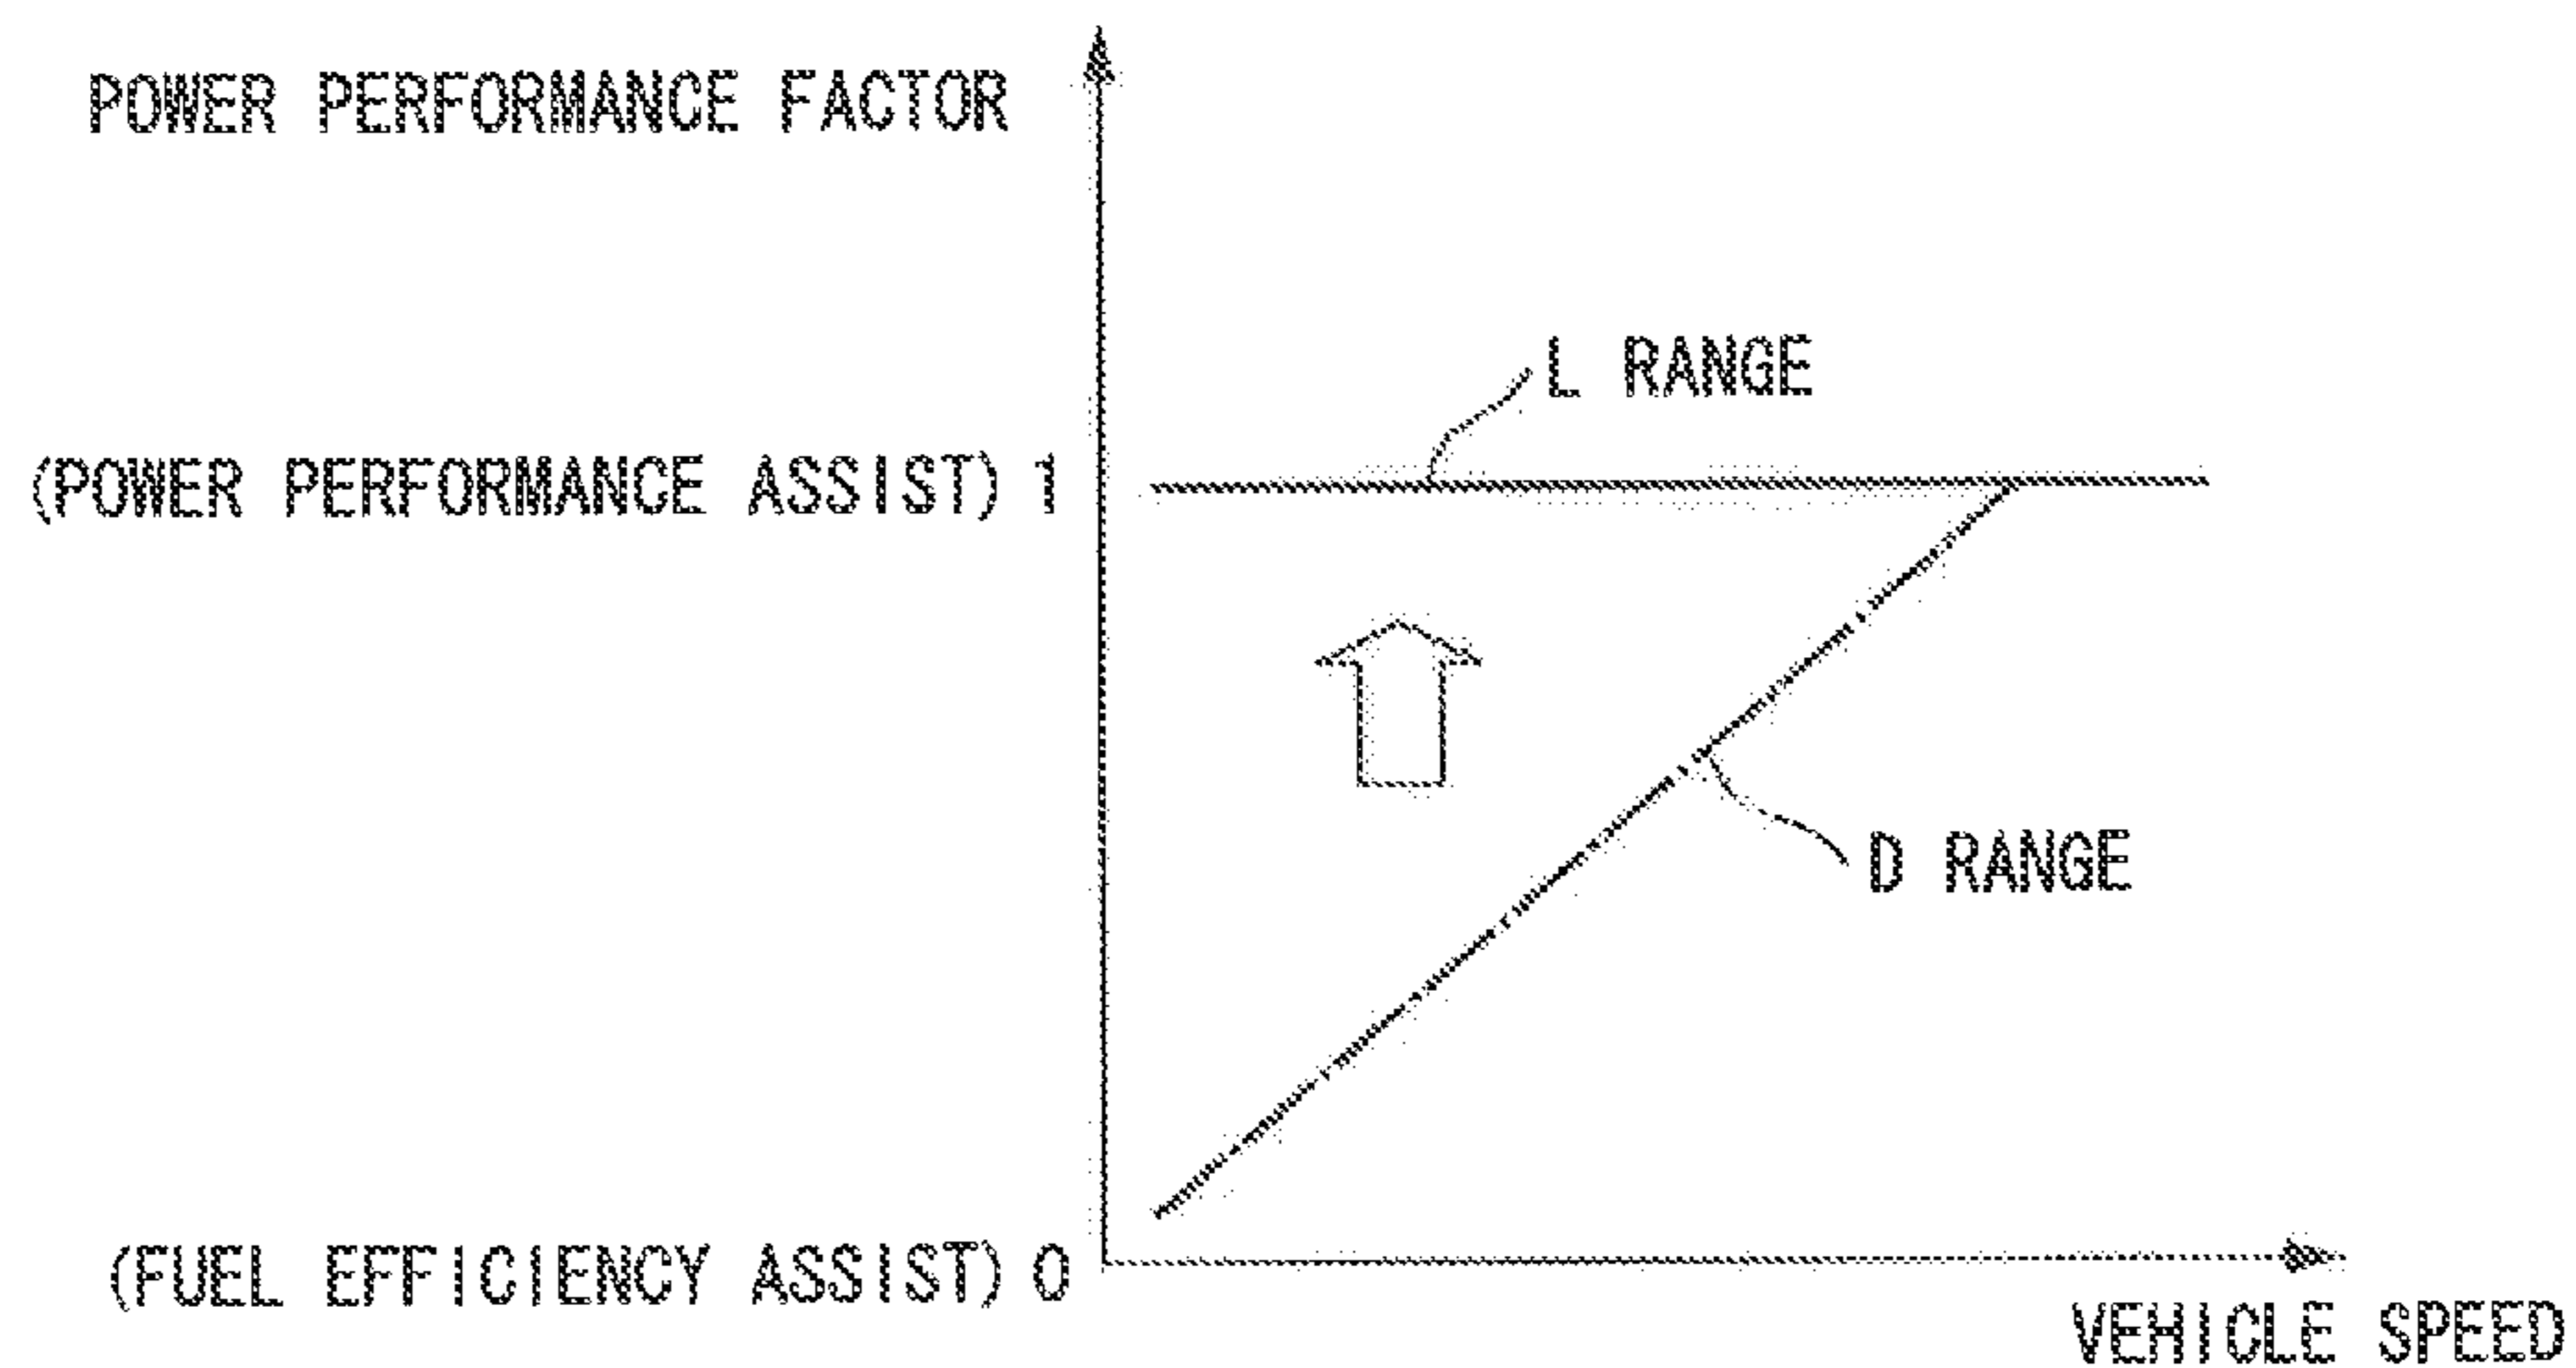 POWER PERFORMANCE FACTOR
L RANGE
(POWER PERFORMANCE ASSIST) 1
D RANGE
(FUEL EFFICIENCY ASSIST) 0
VEHICLE SPEED